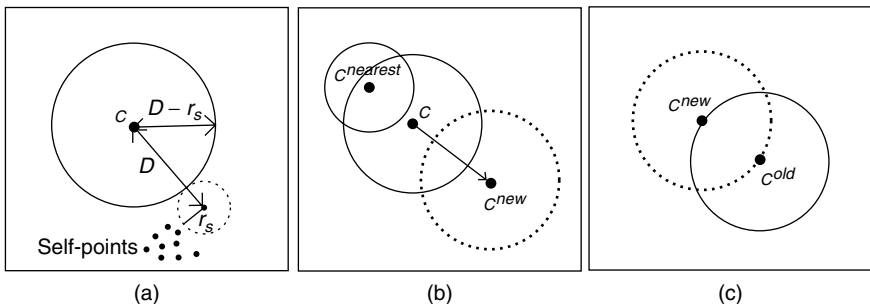 C
D − r_s
D
r_s
Self-points
(a)
C^nearest
C
C^new
(b)
C^new
C^old
(c)